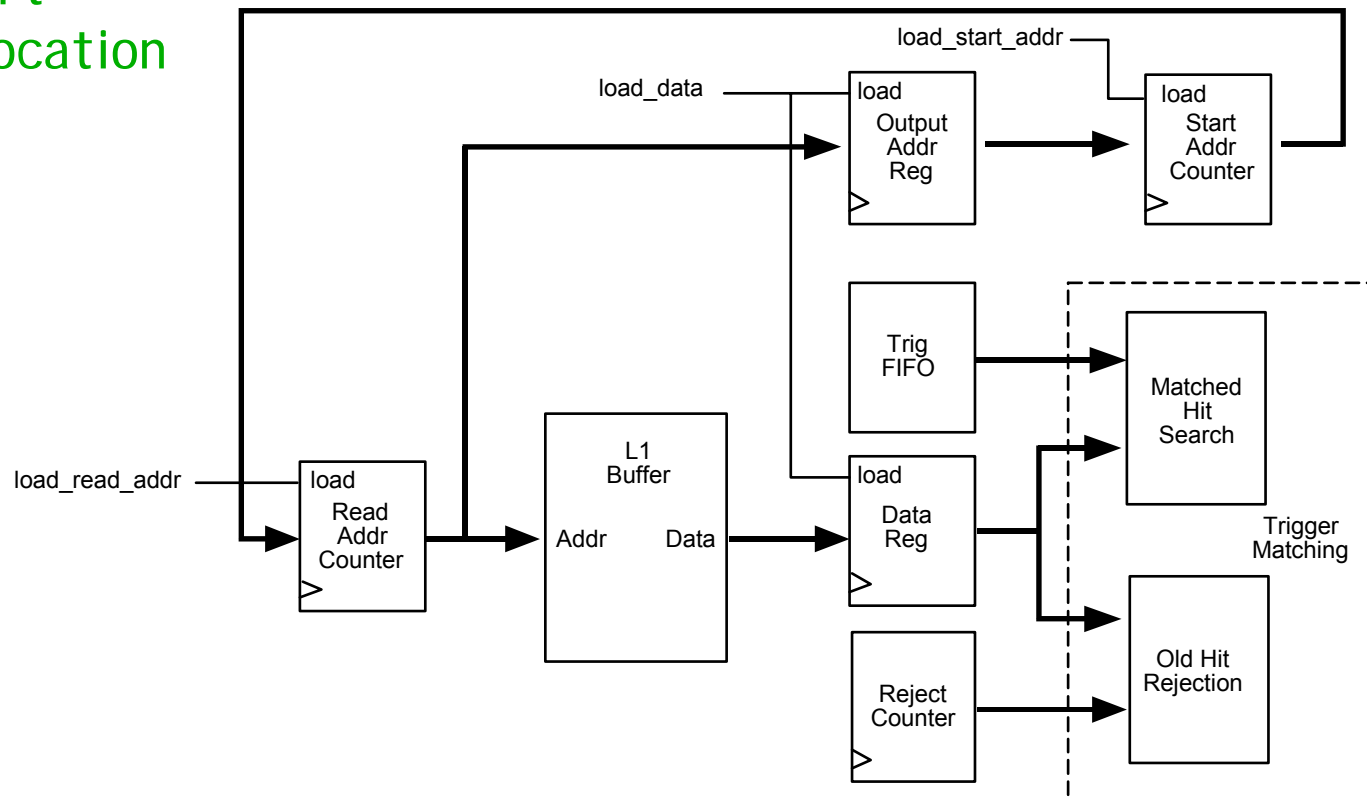 ocation
load_start_addr
load_data
load
Output
Addr
Reg
load
Start
Addr
Counter
Trig
FIFO
Matched
Hit
Search
L1
Buffer
Addr
Data
load_read_addr
load
Read
Addr
Counter
load
Data
Reg
Trigger
Matching
Reject
Counter
Old Hit
Rejection